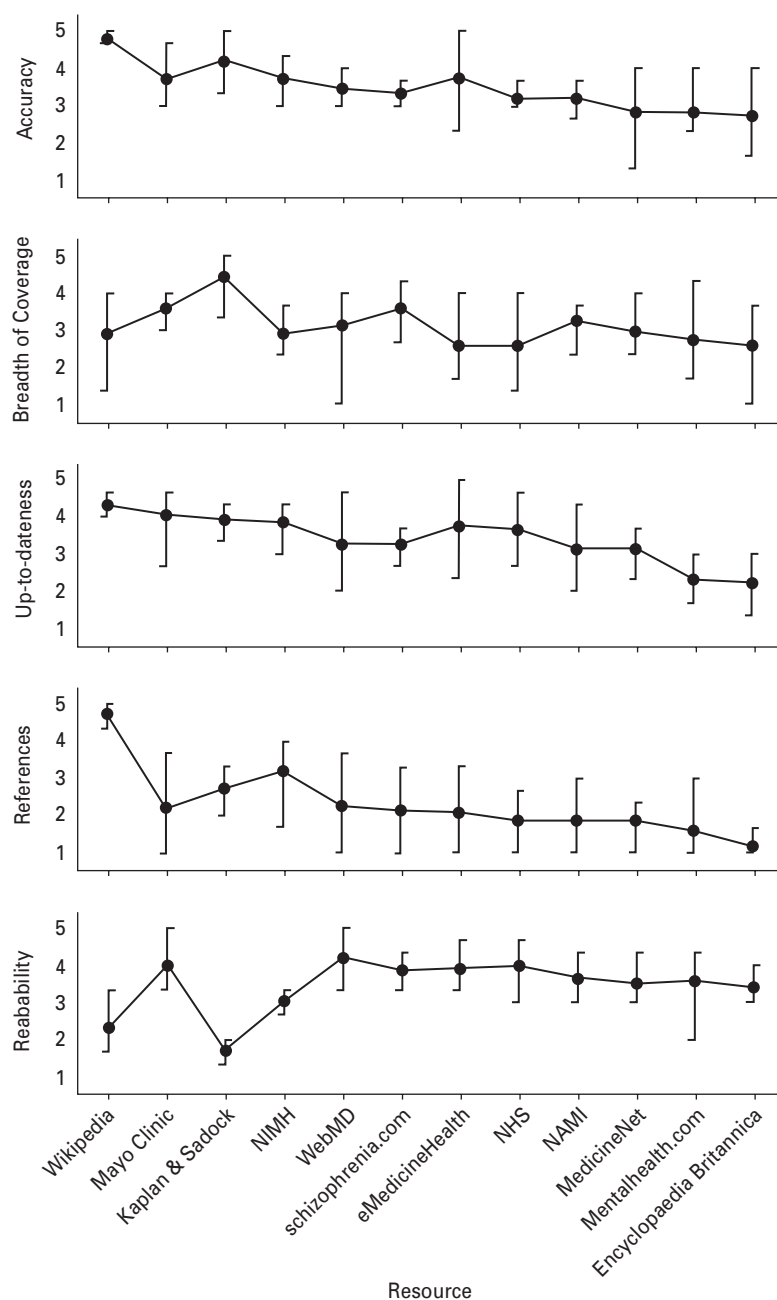 Accuracy
5
4
3
2
1
Breadth of Coverage
5
4
3
2
1
Up-to-dateness
5
4
3
2
1
References
5
4
3
2
1
Reabability
5
4
3
2
1
Wikipedia
Mayo Clinic
Kaplan & Sadock
NIMH
WebMD
schizophrenia.com
eMedicineHealth
NHS
NAMI
MedicineNet
Mentalhealth.com
Encyclopaedia Britannica
Resource